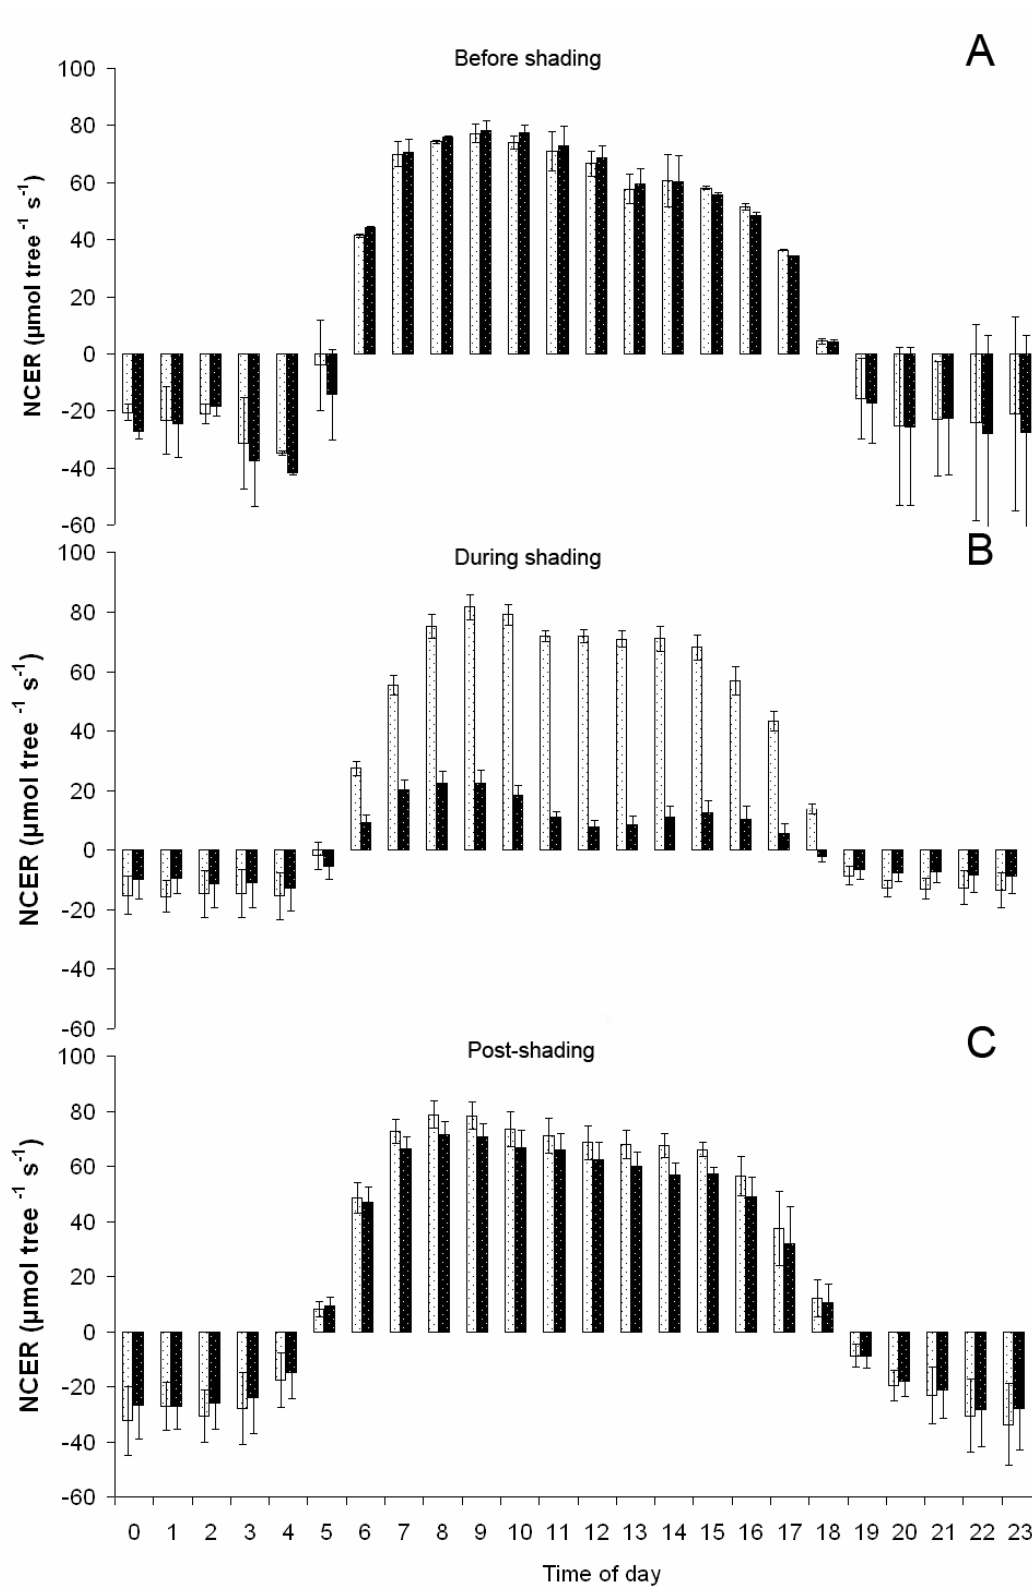 A
Before shading
100
80
60
40
20
0
-20
-40
-60
NCER (µmol tree ⁻¹ s⁻¹)
B
During shading
100
80
60
40
20
0
-20
-40
-60
NCER (µmol tree ⁻¹ s⁻¹)
C
Post-shading
100
80
60
40
20
0
-20
-40
-60
NCER (µmol tree ⁻¹ s⁻¹)
0 1 2 3 4 5 6 7 8 9 10 11 12 13 14 15 16 17 18 19 20 21 22 23
Time of day